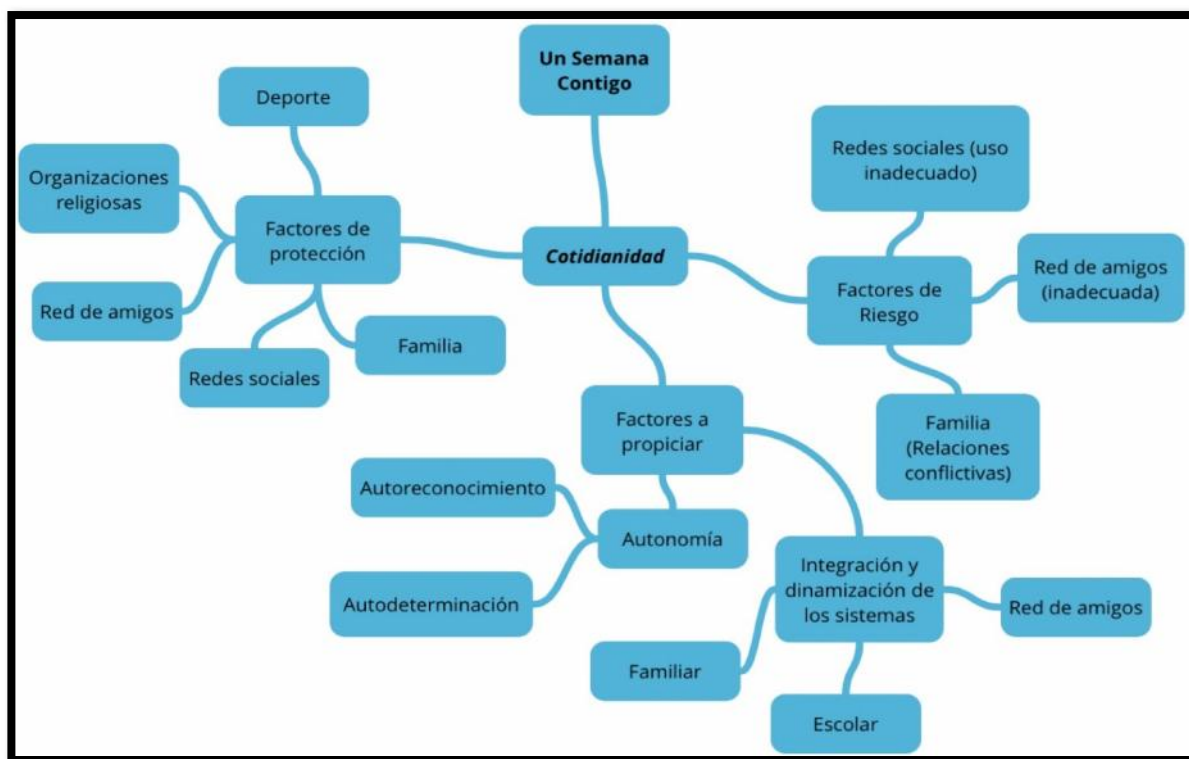 Un Semana
Contigo
Deporte
Organizaciones
religiosas
Factores de
protección
Red de amigos
Redes sociales
Familia
Cotidianidad
Redes sociales (uso
inadecuado)
Factores de
Riesgo
Red de amigos
(inadecuada)
Familia
(Relaciones
conflictivas)
Factores a
propiciar
Autoreconocimiento
Autonomía
Autodeterminación
Integración y
dinamización de
los sistemas
Red de amigos
Familiar
Escolar